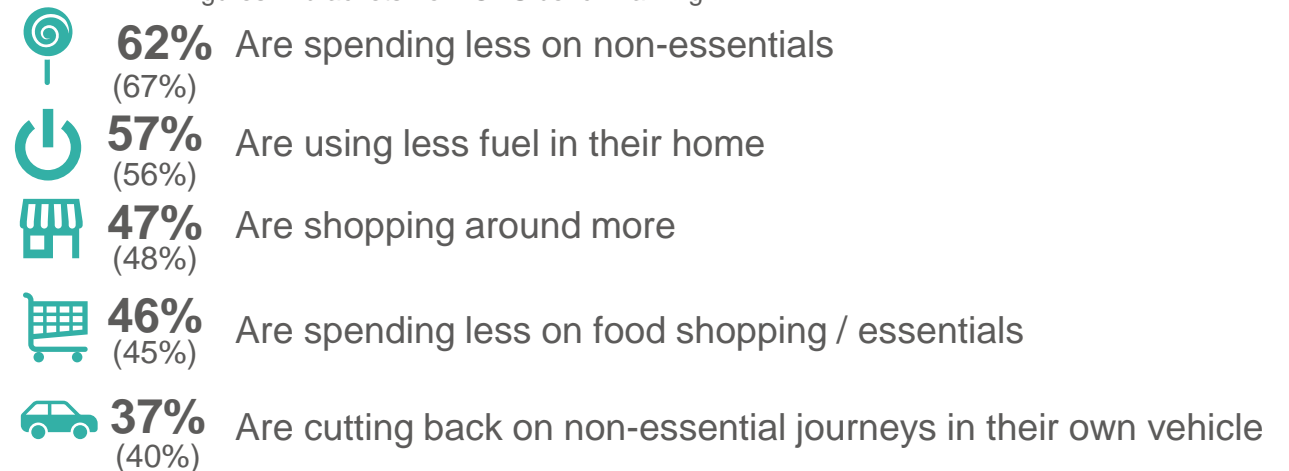 62% Are spending less on non-essentials
(67%)
57% Are using less fuel in their home
(56%)
47% Are shopping around more
(48%)
46% Are spending less on food shopping / essentials
(45%)
37% Are cutting back on non-essential journeys in their own vehicle
(40%)